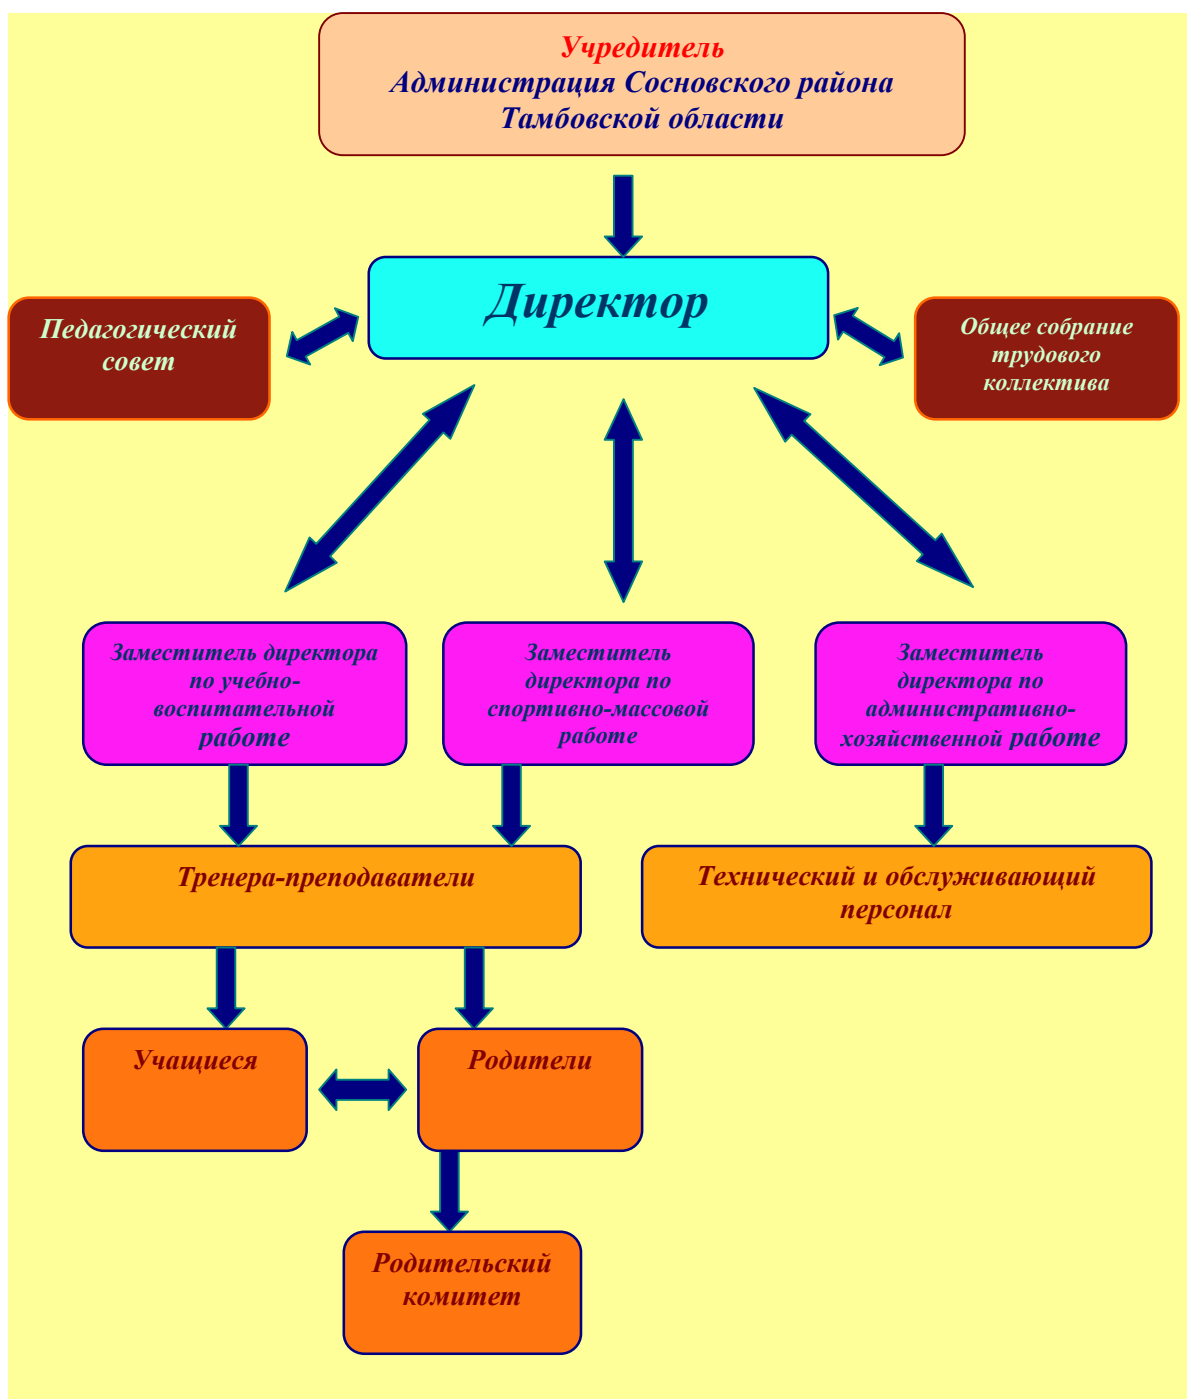 Учредитель
Администрация Сосновского района
Тамбовской области
Директор
Педагогический
совет
Общее собрание
трудового
коллектива
Заместитель директора
по учебно-
воспитательной
работе
Заместитель
директора по
спортивно-массовой
работе
Заместитель
директора по
административно-
хозяйственной работе
Тренера-преподаватели
Технический и обслуживающий
персонал
Учащиеся
Родители
Родительский
комитет